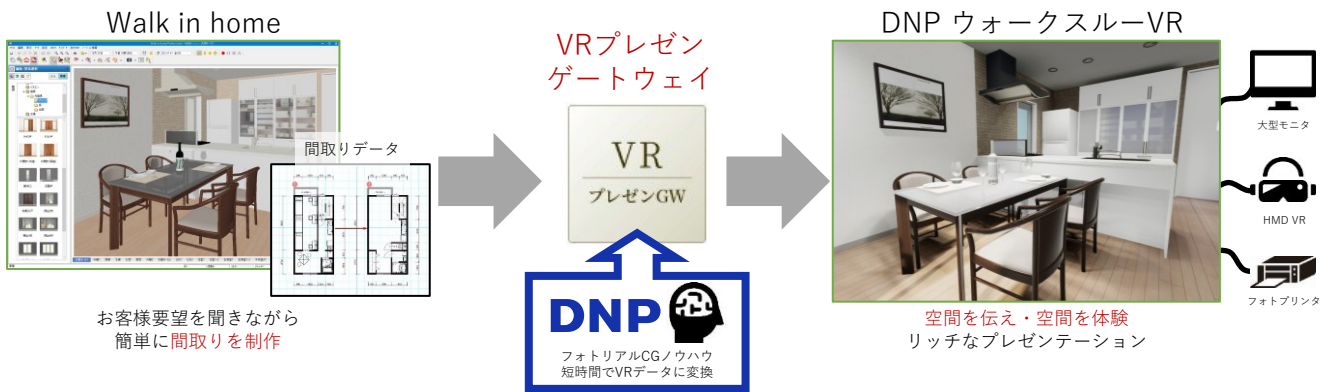 Walk in home
間取りデータ
お客様要望を聞きながら
簡単に間取りを制作
VRプレゼン
ゲートウェイ
VR
プレゼンGW
DNP
フォトリアルCGノウハウ
短時間でVRデータに変換
DNP ウォークスルーVR
空間を伝え・空間を体験
リッチなプレゼンテーション
大型モニタ
HMD VR
フォトプリンタ